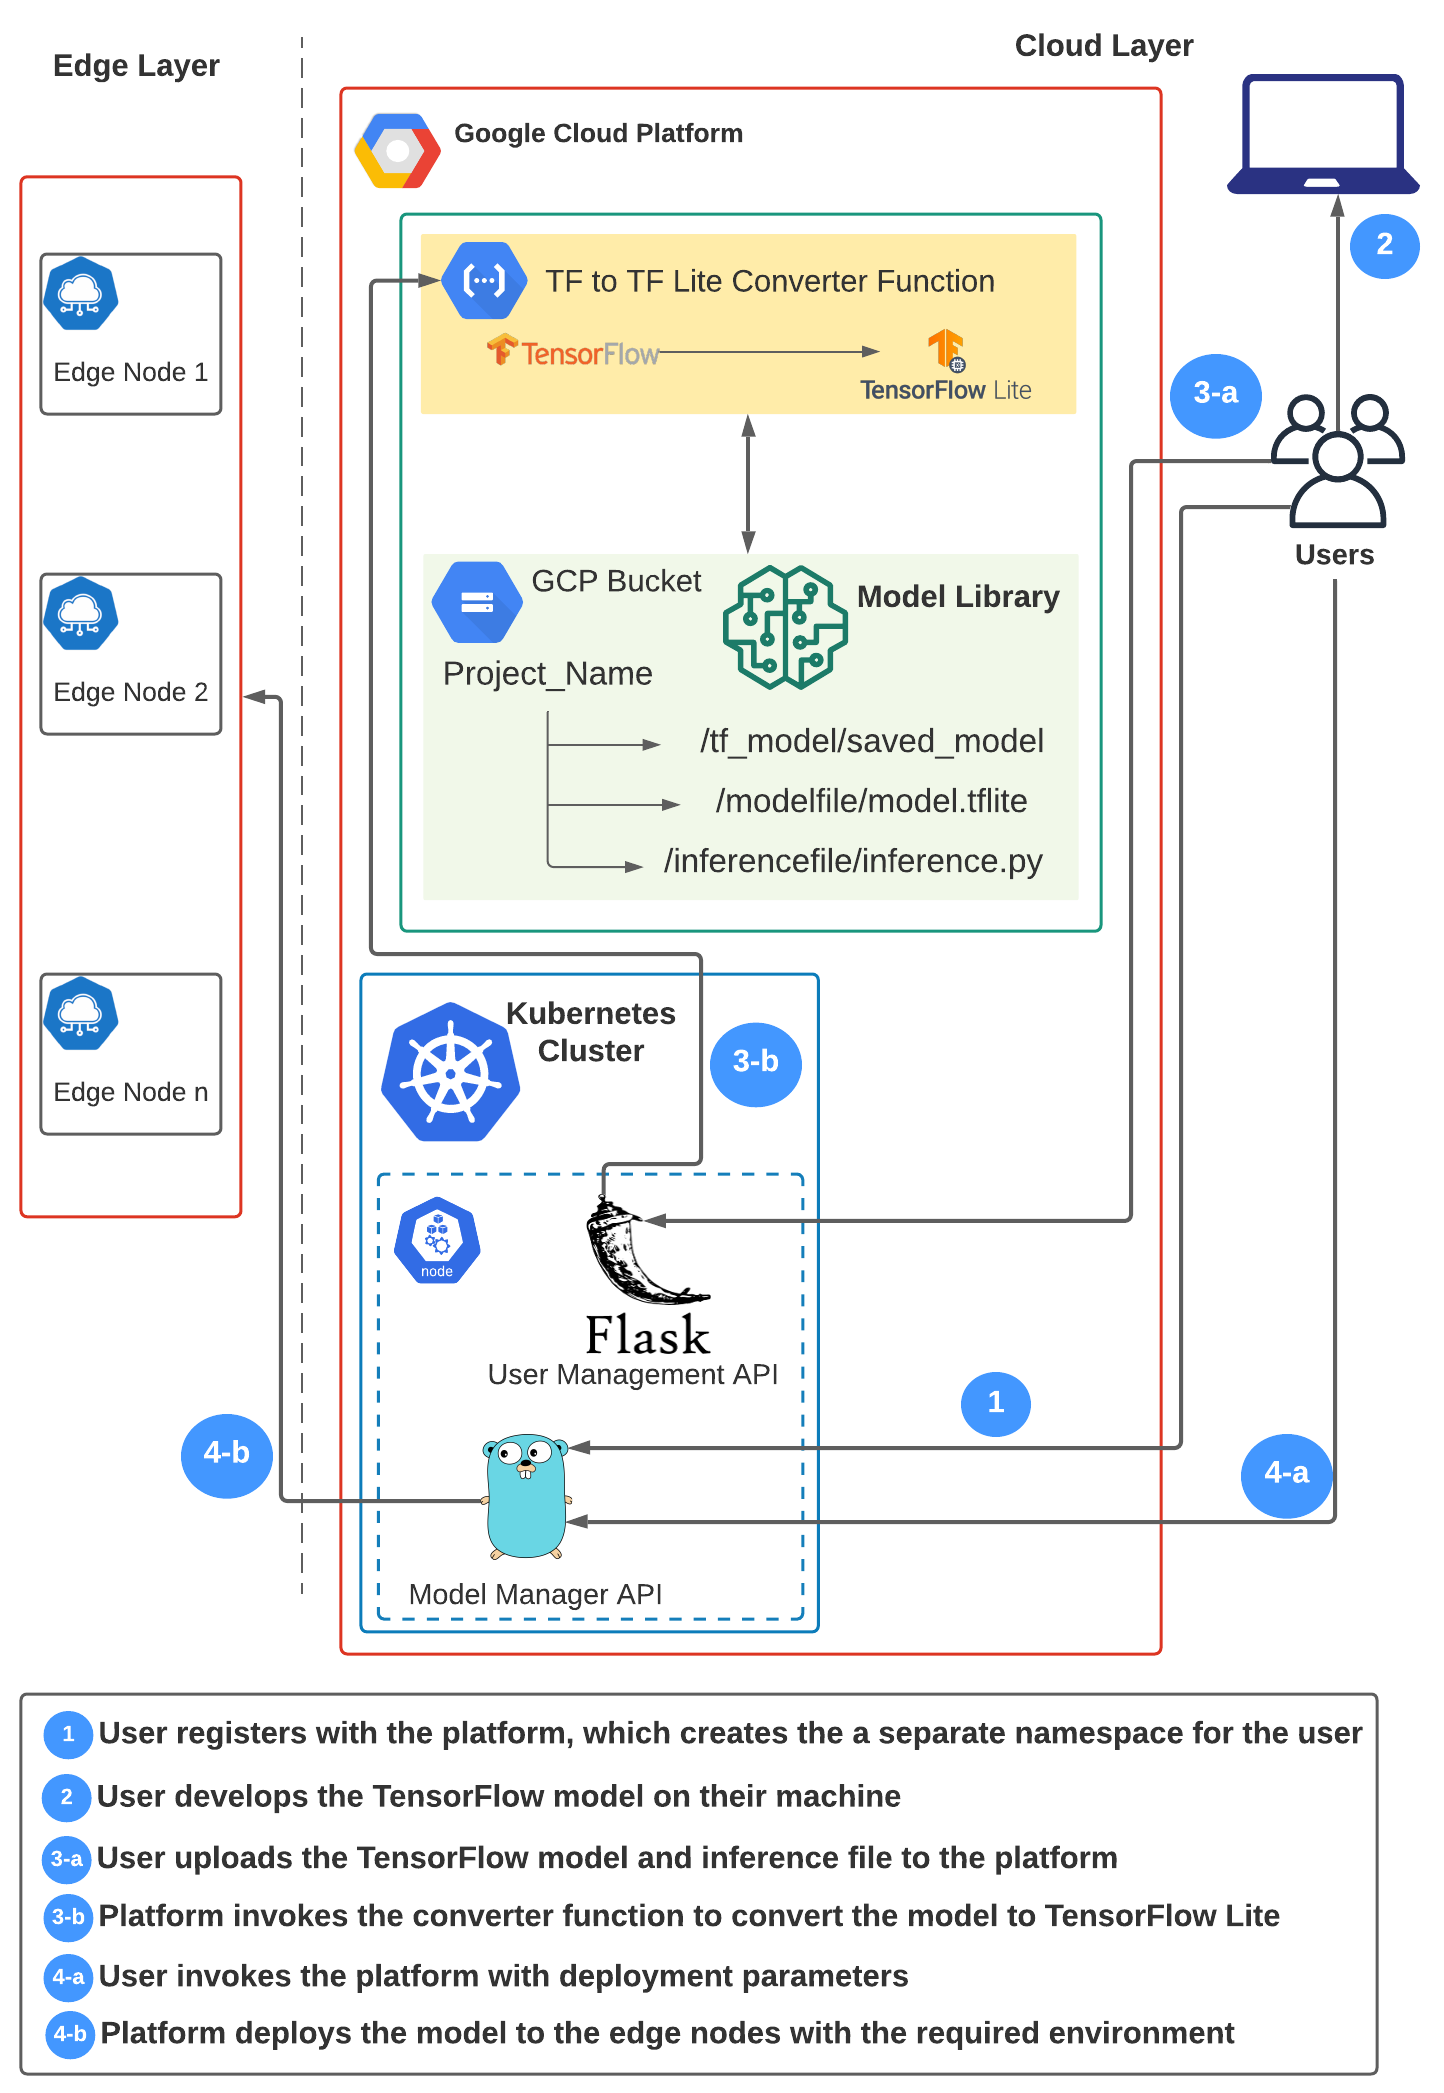 Edge Layer
Cloud Layer
Google Cloud Platform
2
TF to TF Lite Converter Function
TensorFlow
TensorFlow Lite
Edge Node 1
3-a
Users
GCP Bucket
Model Library
Project_Name
Edge Node 2
/tf_model/saved_model
/modelfile/model.tflite
/inferencefile/inference.py
Kubernetes
Cluster
3-b
Edge Node n
node
Flask
User Management API
1
4-b
4-a
Model Manager API
1 User registers with the platform, which creates the a separate namespace for the user
2 User develops the TensorFlow model on their machine
3-a User uploads the TensorFlow model and inference file to the platform
3-b Platform invokes the converter function to convert the model to TensorFlow Lite
4-a User invokes the platform with deployment parameters
4-b Platform deploys the model to the edge nodes with the required environment